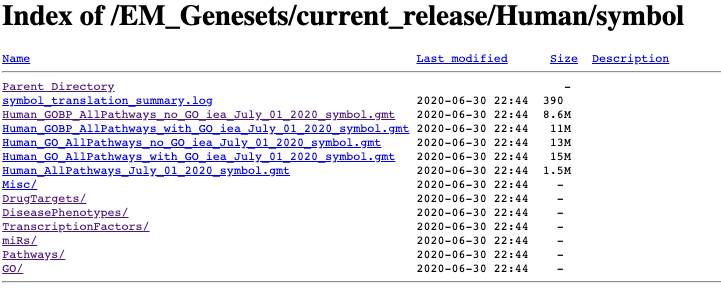 Index of /EM_Genesets/current_release/Human/symbol
Name Last modified Size Description
Parent Directory -
symbol_translation_summary.log 2020-06-30 22:44 390
Human_GOBP_AllPathways_no_GO_iea_July_01_2020_symbol.gmt 2020-06-30 22:44 8.6M
Human_GOBP_AllPathways_with_GO_iea_July_01_2020_symbol.gmt 2020-06-30 22:44 11M
Human_GO_AllPathways_no_GO_iea_July_01_2020_symbol.gmt 2020-06-30 22:44 13M
Human_GO_AllPathways_with_GO_iea_July_01_2020_symbol.gmt 2020-06-30 22:44 15M
Human_AllPathways_July_01_2020_symbol.gmt 2020-06-30 22:44 1.5M
Misc/ 2020-06-30 22:44 -
DrugTargets/ 2020-06-30 22:44 -
DiseasePhenotypes/ 2020-06-30 22:44 -
TranscriptionFactors/ 2020-06-30 22:44 -
miRs/ 2020-06-30 22:44 -
Pathways/ 2020-06-30 22:44 -
GO/ 2020-06-30 22:44 -